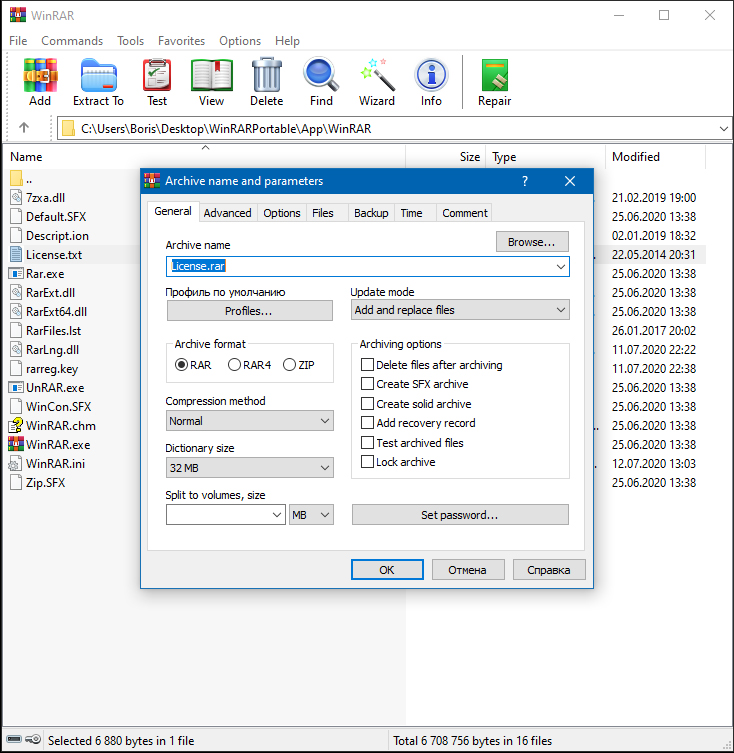 WinRAR
File Commands Tools Favorites Options Help
Add Extract To Test View Delete Find Wizard Info Repair
C:\Users\Boris\Desktop\WinRARPortable\App\WinRAR
Name Size Type Modified
..
7zxa.dll 21.02.2019 19:00
Default.SFX 25.06.2020 13:38
Descript.ion 02.01.2019 18:32
License.txt 22.05.2014 20:31
Rar.exe 25.06.2020 13:38
RarExt.dll 25.06.2020 13:38
RarExt64.dll 25.06.2020 13:38
RarFiles.lst 26.01.2017 20:02
RarLng.dll 11.07.2020 22:22
rarreg.key 11.07.2020 22:38
UnRAR.exe 25.06.2020 13:38
WinCon.SFX 25.06.2020 13:38
WinRAR.chm 25.06.2020 13:38
WinRAR.exe 25.06.2020 13:38
WinRAR.ini 12.07.2020 13:03
Zip.SFX 25.06.2020 13:38
Archive name and parameters ?
General Advanced Options Files Backup Time Comment
Archive name Browse...
License.rar
Профиль по умолчанию Update mode
Profiles... Add and replace files
Archive format Archiving options
RAR RAR4 ZIP Delete files after archiving
Create SFX archive
Compression method Create solid archive
Normal Add recovery record
Dictionary size Test archived files
32 MB Lock archive
Split to volumes, size
MB Set password...
OK Отмена Справка
Selected 6 880 bytes in 1 file Total 6 708 756 bytes in 16 files